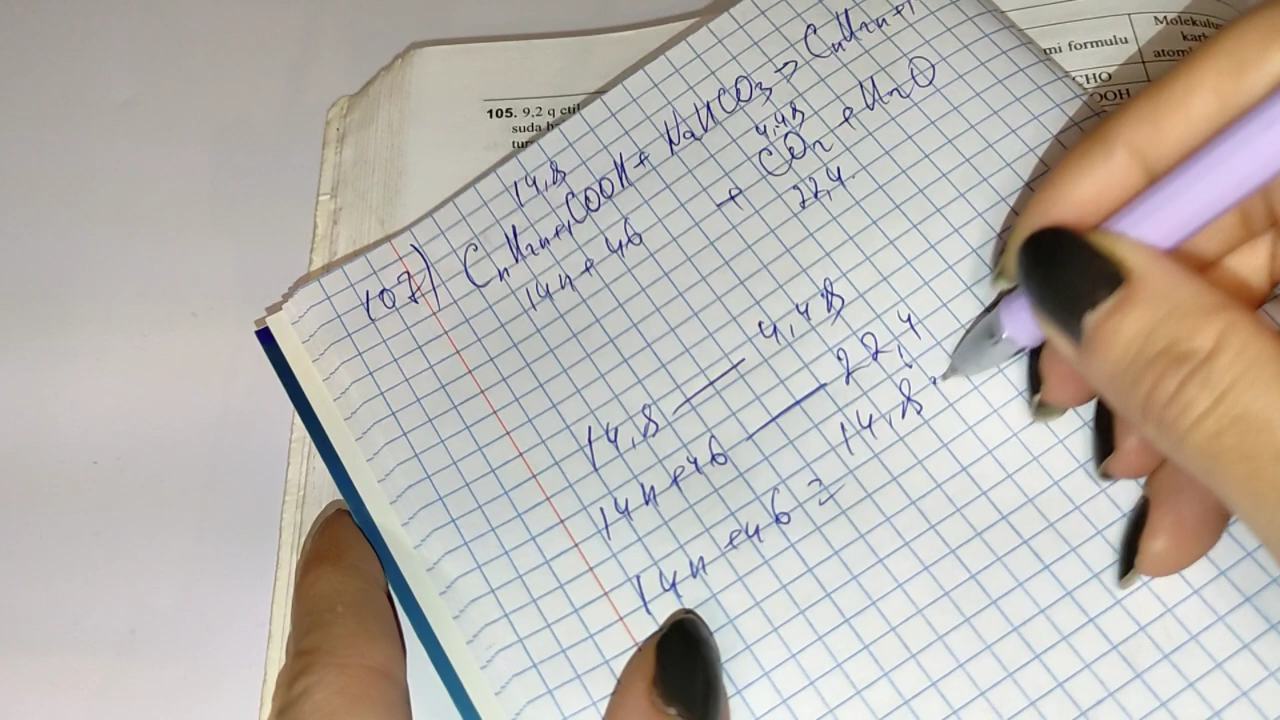 mi formulu
Molekulu
karb
atom
CHO
OOH
105. 9,2 q etil
suda h
tur
107)
14,8
CnH2n+1COOH + NaHCO3 → CnH2n+1
14n+46
4,48
+ CO2 + H2O
22,4
14,8 — 4,48
14n+46 — 22,4
14n+46 = 14,8 ·